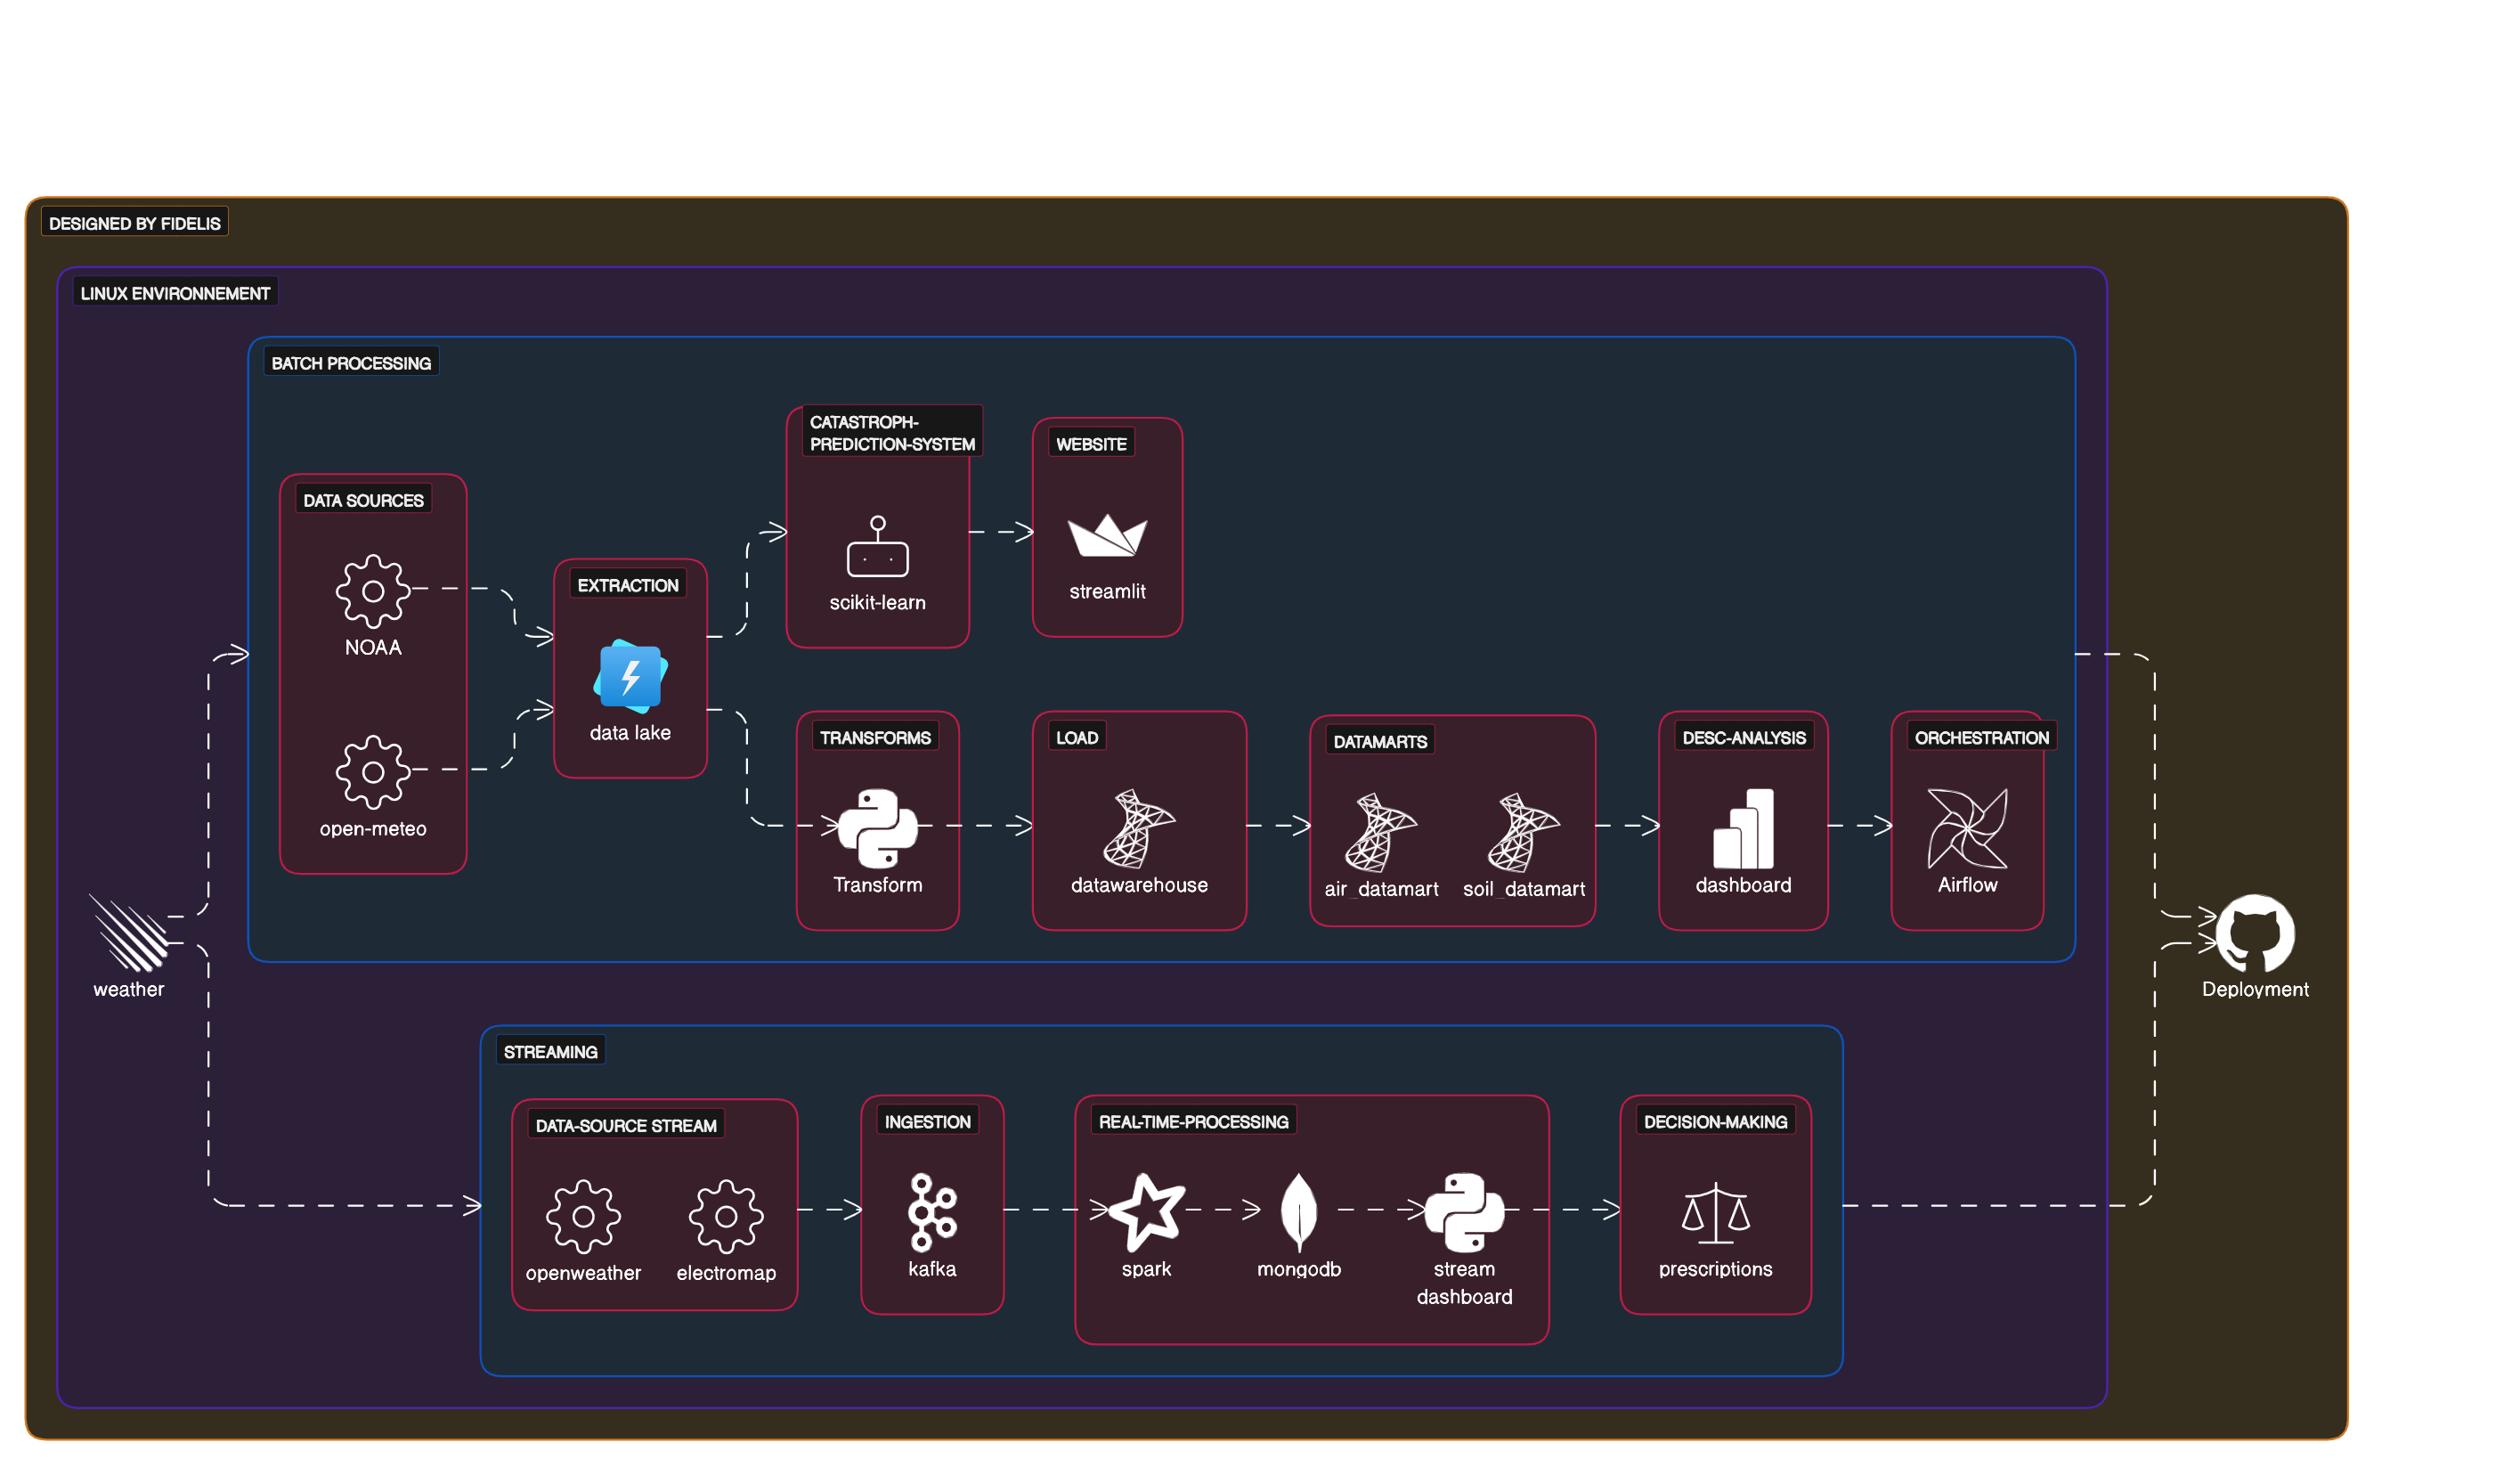 DESIGNED BY FIDELIS
LINUX ENVIRONNEMENT
BATCH PROCESSING
DATA SOURCES
NOAA
open-meteo
EXTRACTION
data lake
CATASTROPH-
PREDICTION-SYSTEM
scikit-learn
WEBSITE
streamlit
TRANSFORMS
Transform
LOAD
datawarehouse
DATAMARTS
air_datamart
soil_datamart
DESC-ANALYSIS
dashboard
ORCHESTRATION
Airflow
weather
Deployment
STREAMING
DATA-SOURCE STREAM
openweather
electromap
INGESTION
kafka
REAL-TIME-PROCESSING
spark
mongodb
stream
dashboard
DECISION-MAKING
prescriptions